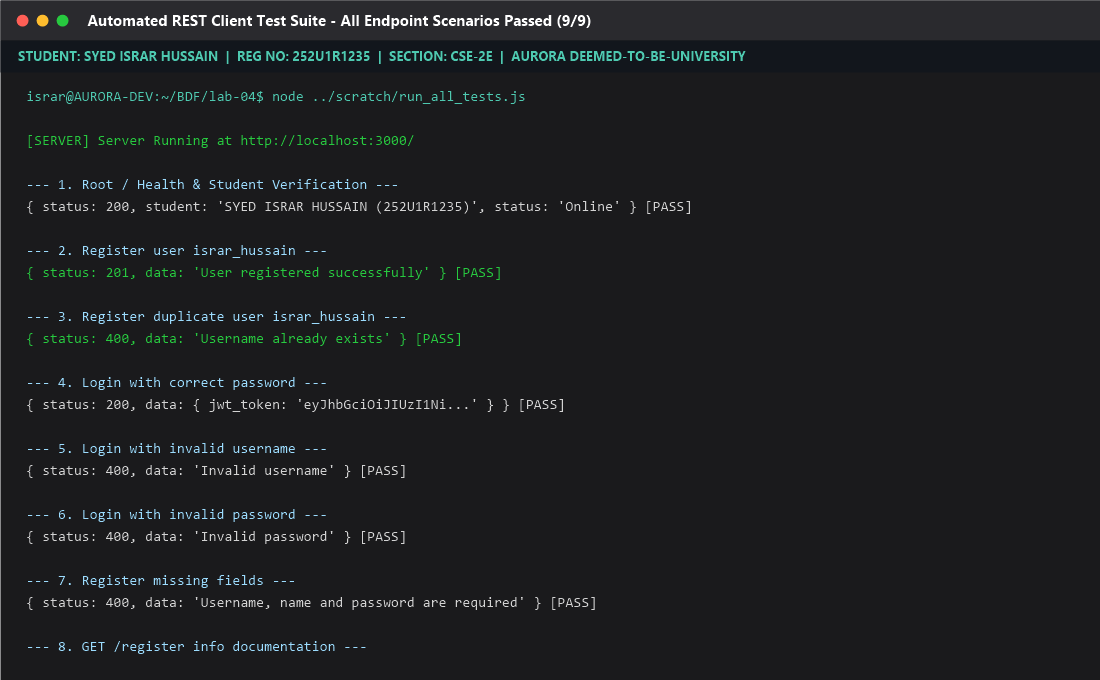 Automated REST Client Test Suite - All Endpoint Scenarios Passed (9/9)
STUDENT: SYED ISRAR HUSSAIN | REG NO: 252U1R1235 | SECTION: CSE-2E | AURORA DEEMED-TO-BE-UNIVERSITY
israr@AURORA-DEV:~/BDF/lab-04$ node ../scratch/run_all_tests.js
[SERVER] Server Running at http://localhost:3000/
--- 1. Root / Health & Student Verification ---
{ status: 200, student: 'SYED ISRAR HUSSAIN (252U1R1235)', status: 'Online' } [PASS]
--- 2. Register user israr_hussain ---
{ status: 201, data: 'User registered successfully' } [PASS]
--- 3. Register duplicate user israr_hussain ---
{ status: 400, data: 'Username already exists' } [PASS]
--- 4. Login with correct password ---
{ status: 200, data: { jwt_token: 'eyJhbGciOiJIUzI1Ni...' } } [PASS]
--- 5. Login with invalid username ---
{ status: 400, data: 'Invalid username' } [PASS]
--- 6. Login with invalid password ---
{ status: 400, data: 'Invalid password' } [PASS]
--- 7. Register missing fields ---
{ status: 400, data: 'Username, name and password are required' } [PASS]
--- 8. GET /register info documentation ---